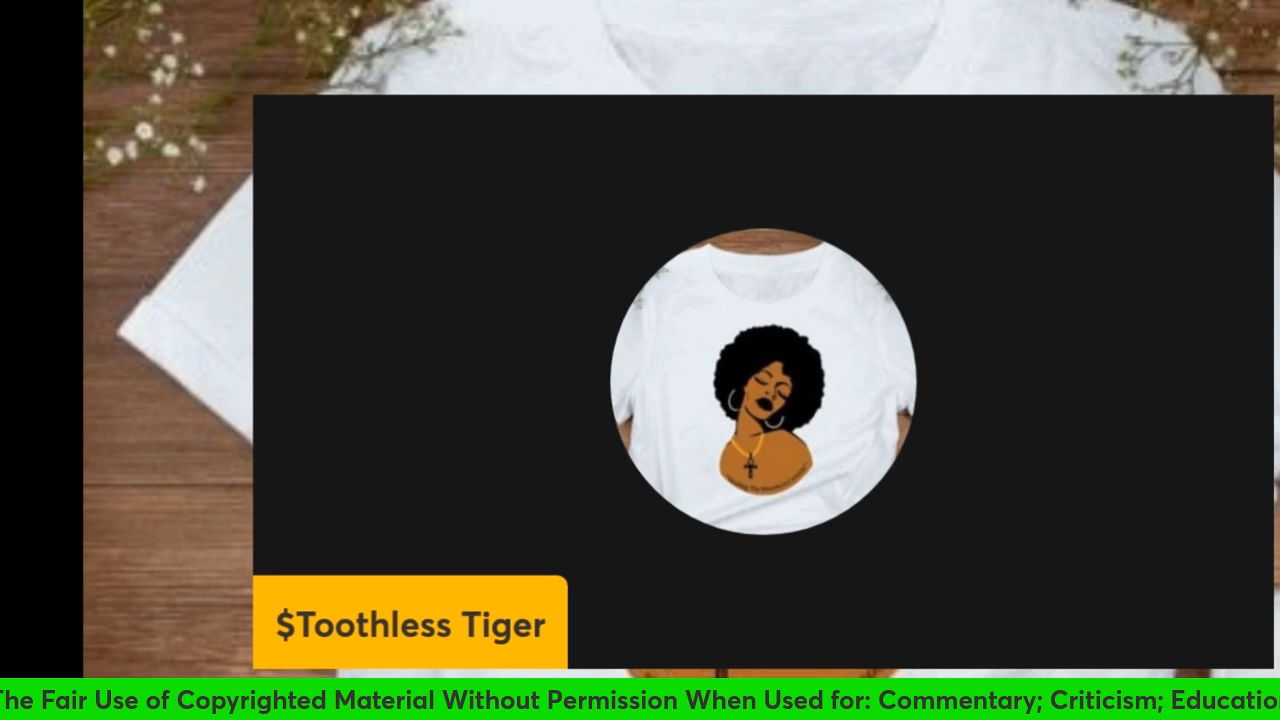 $Toothless Tiger
The Fair Use of Copyrighted Material Without Permission When Used for: Commentary; Criticism; Educatio